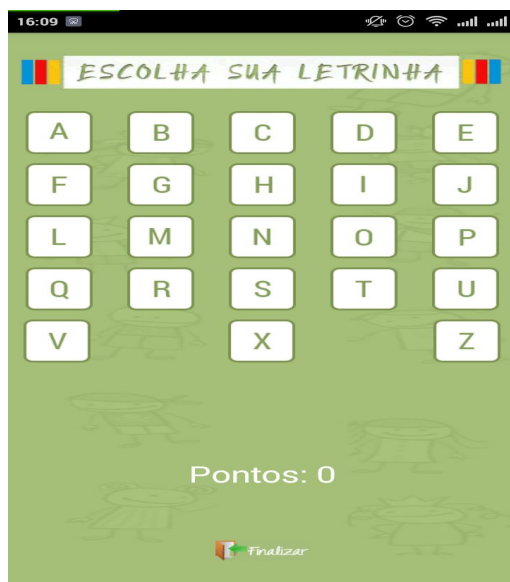 16:09
ESCOLHA SUA LETRINHA
A B C D E
F G H I J
L M N O P
Q R S T U
V X Z
Pontos: 0
Finalizar